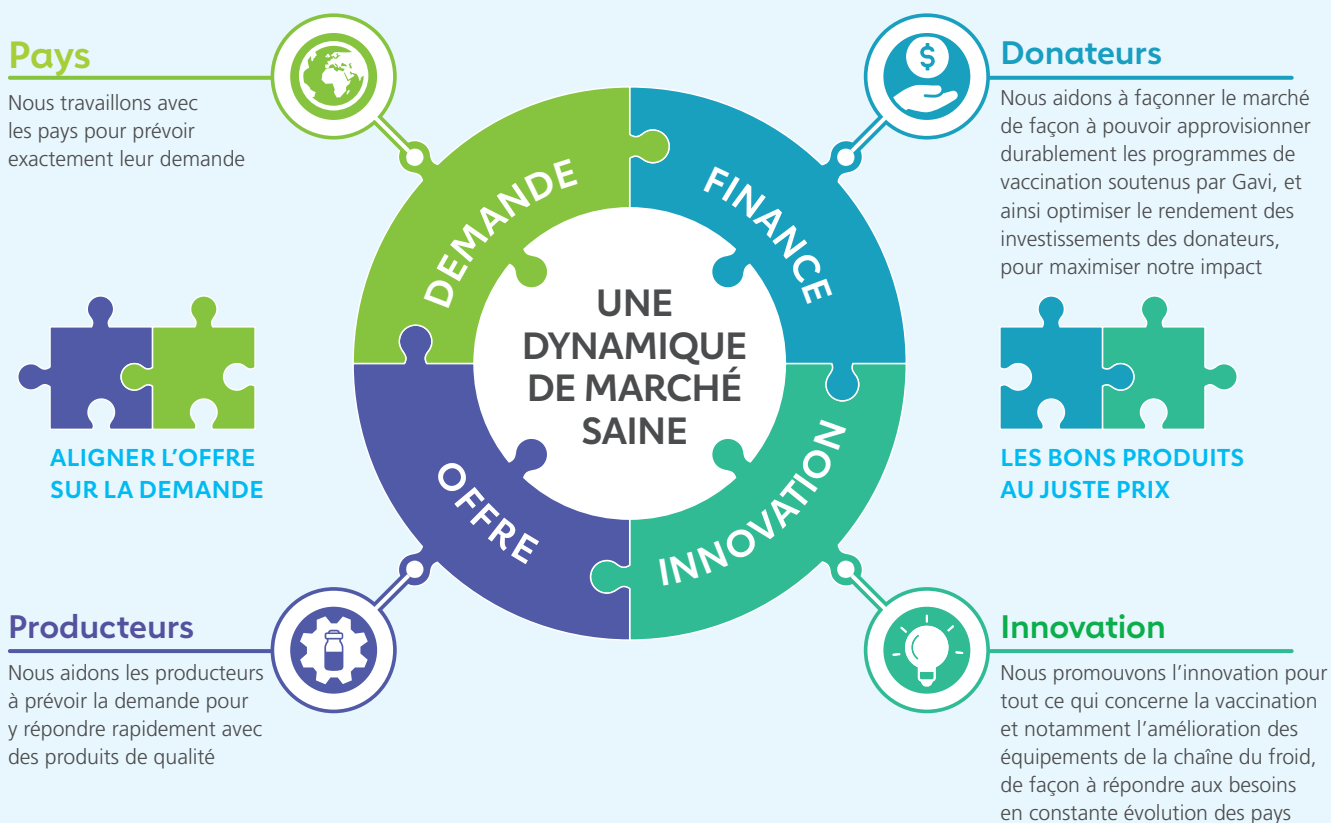 Pays
Nous travaillons avec
les pays pour prévoir
exactement leur demande
Donateurs
Nous aidons à façonner le marché
de façon à pouvoir approvisionner
durablement les programmes de
vaccination soutenus par Gavi, et
ainsi optimiser le rendement des
investissements des donateurs,
pour maximiser notre impact
$
DEMANDE
FINANCE
UNE
DYNAMIQUE
DE MARCHÉ
SAINE
OFFRE
INNOVATION
ALIGNER L’OFFRE
SUR LA DEMANDE
LES BONS PRODUITS
AU JUSTE PRIX
Producteurs
Nous aidons les producteurs
à prévoir la demande pour
y répondre rapidement avec
des produits de qualité
Innovation
Nous promouvons l’innovation pour
tout ce qui concerne la vaccination
et notamment l’amélioration des
équipements de la chaîne du froid,
de façon à répondre aux besoins
en constante évolution des pays